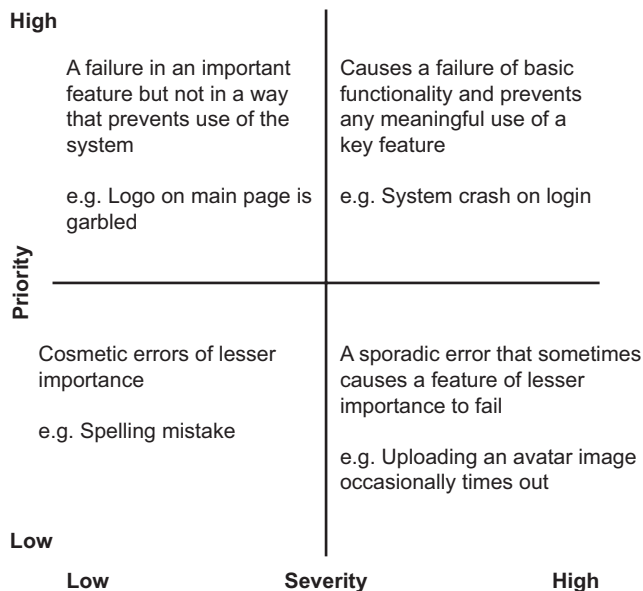 High
A failure in an important
feature but not in a way
that prevents use of the
system
e.g. Logo on main page is
garbled
Causes a failure of basic
functionality and prevents
any meaningful use of a
key feature
e.g. System crash on login
Priority
Cosmetic errors of lesser
importance
e.g. Spelling mistake
A sporadic error that sometimes
causes a feature of lesser
importance to fail
e.g. Uploading an avatar image
occasionally times out
Low
Low
Severity
High